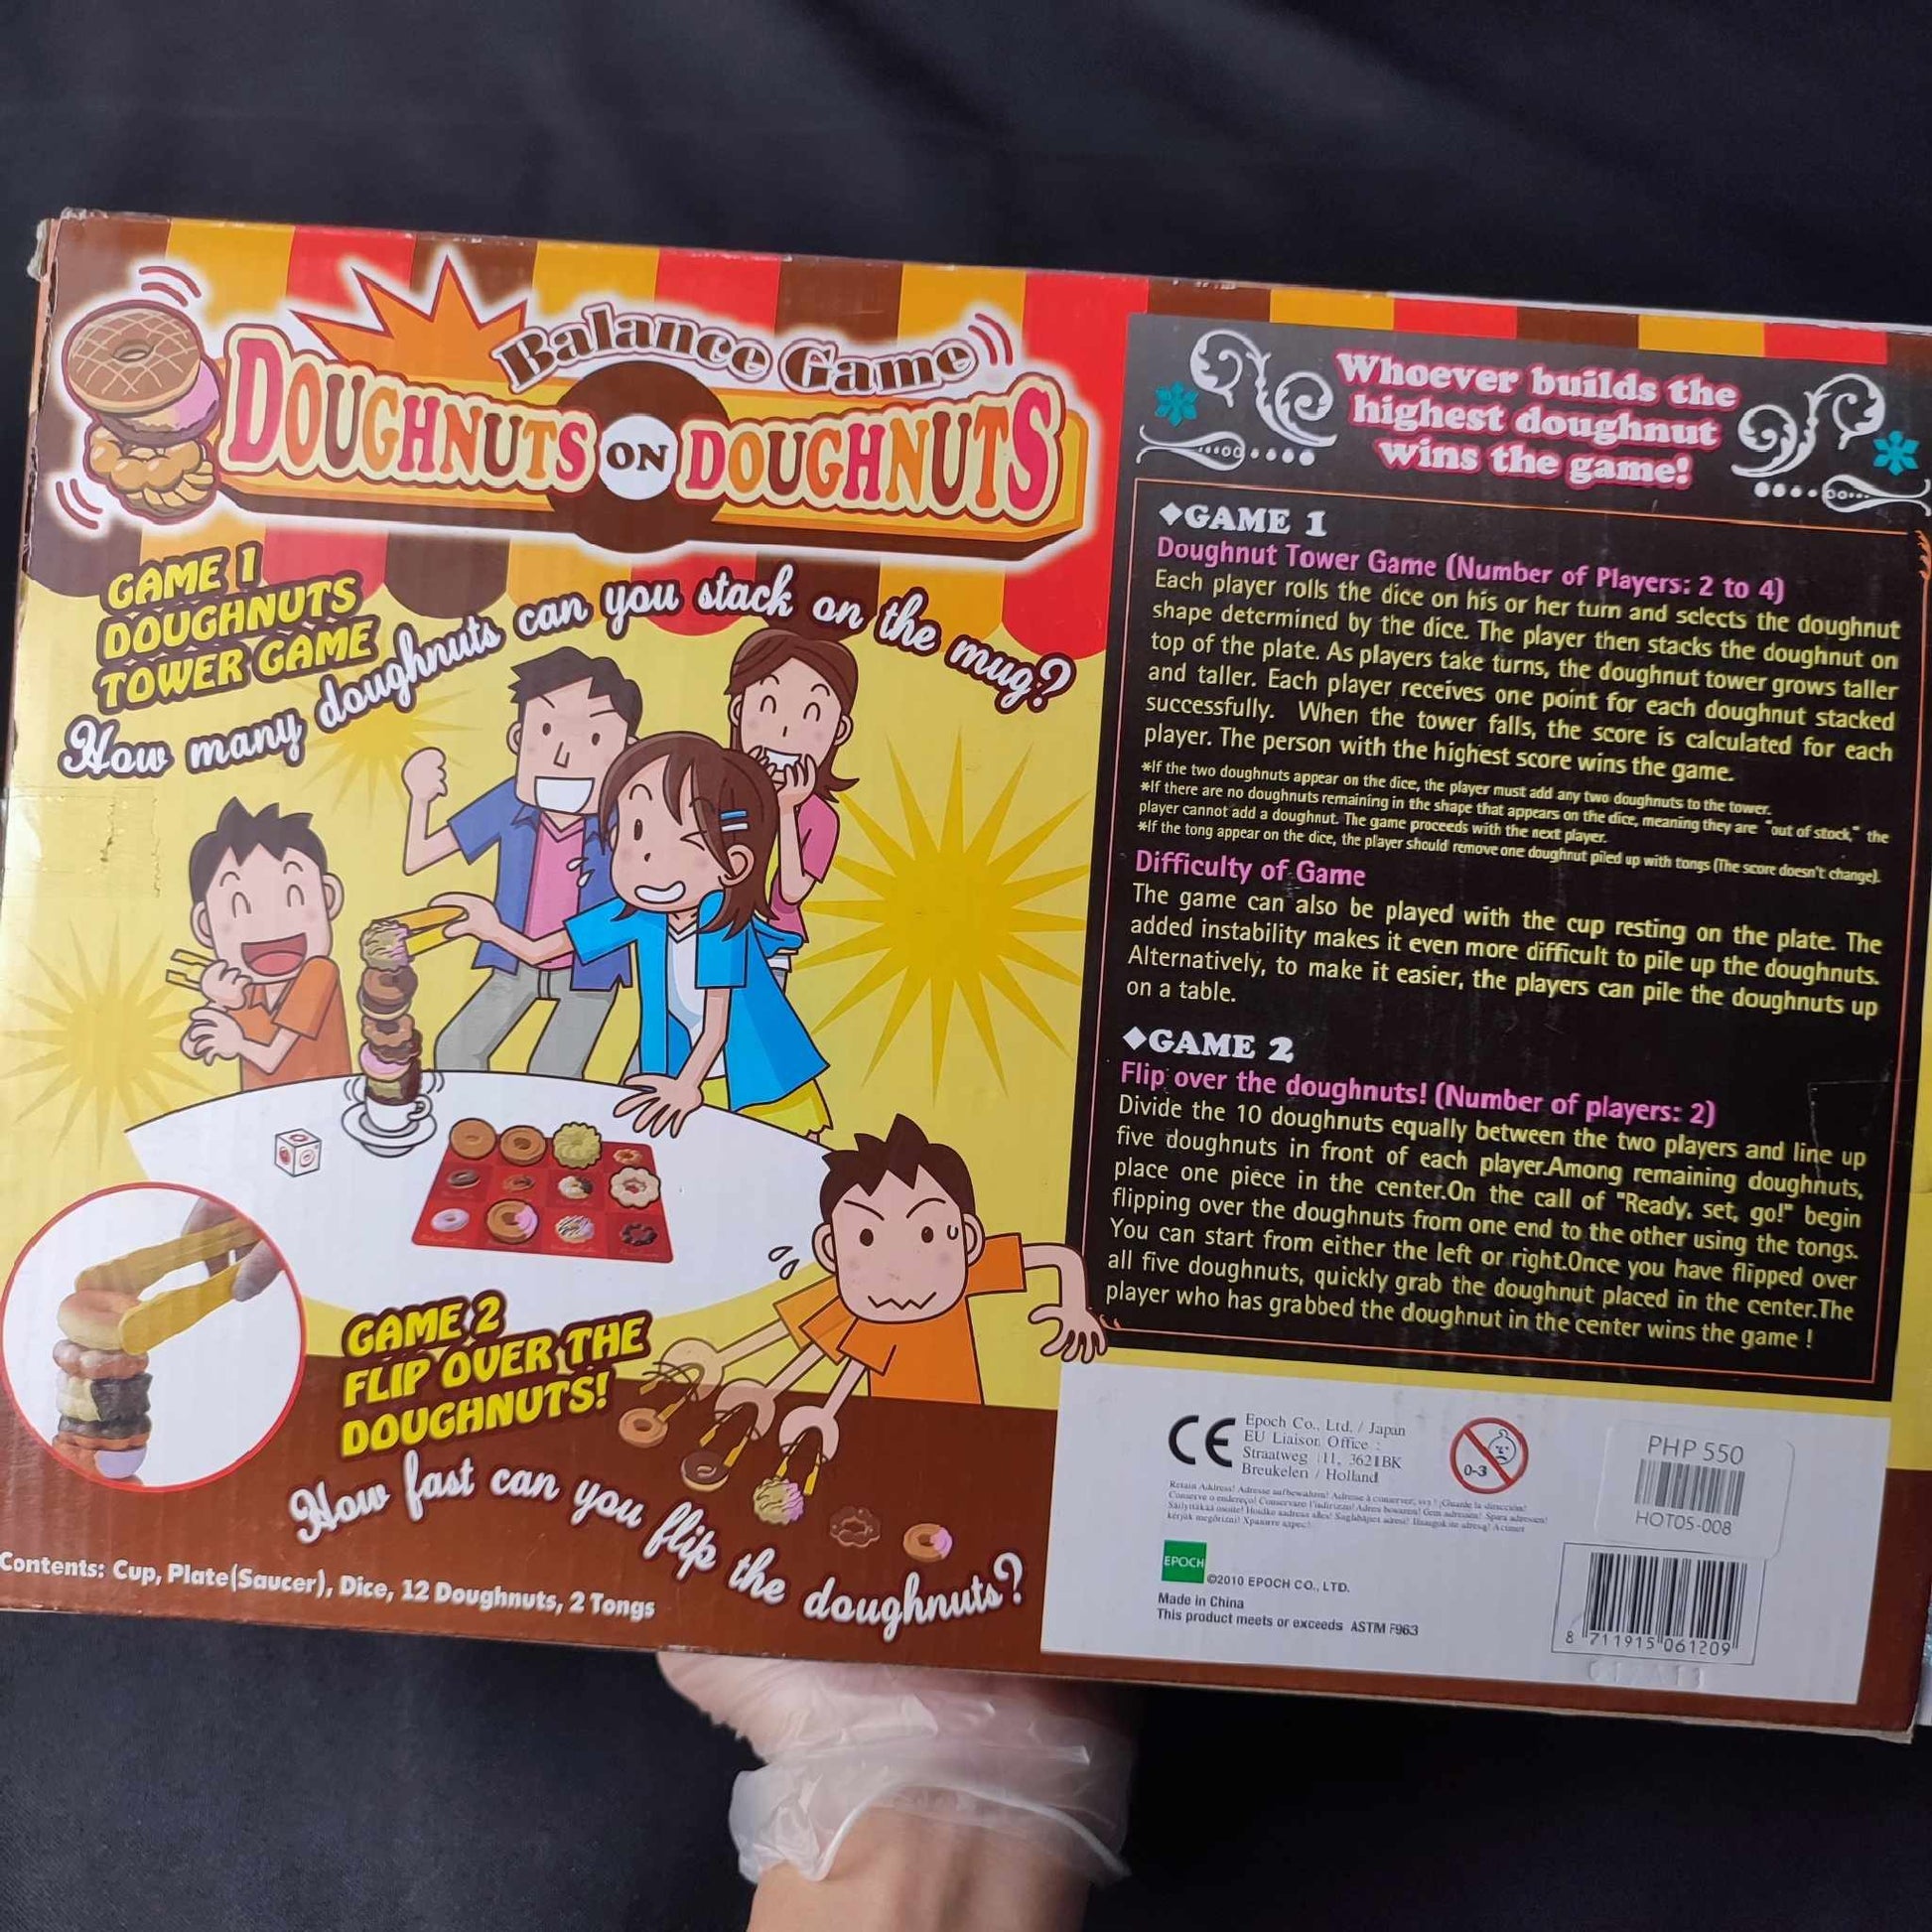 Balance Game
DOUGHNUTS ON DOUGHNUTS
GAME 1
DOUGHNUTS
TOWER GAME
How many doughnuts can you stack on the mug?
GAME 2
FLIP OVER THE
DOUGHNUTS!
How fast can you flip the doughnuts?
Contents: Cup, Plate(Saucer), Dice, 12 Doughnuts, 2 Tongs
Whoever builds the
highest doughnut
wins the game!
◆GAME 1
Doughnut Tower Game (Number of Players: 2 to 4)
Each player rolls the dice on his or her turn and selects the doughnut
shape determined by the dice. The player then stacks the doughnut on
top of the plate. As players take turns, the doughnut tower grows taller
and taller. Each player receives one point for each doughnut stacked
successfully. When the tower falls, the score is calculated for each
player. The person with the highest score wins the game.
*If the two doughnuts appear on the dice, the player must add any two doughnuts to the tower.
*If there are no doughnuts remaining in the shape that appears on the dice, meaning they are "out of stock," the
player cannot add a doughnut. The game proceeds with the next player.
*If the tong appear on the dice, the player should remove one doughnut piled up with tongs (The score doesn't change).
Difficulty of Game
The game can also be played with the cup resting on the plate. The
added instability makes it even more difficult to pile up the doughnuts.
Alternatively, to make it easier, the players can pile the doughnuts up
on a table.
◆GAME 2
Flip over the doughnuts! (Number of players: 2)
Divide the 10 doughnuts equally between the two players and line up
five doughnuts in front of each player.Among remaining doughnuts,
place one piece in the center.On the call of "Ready, set, go!" begin
flipping over the doughnuts from one end to the other using the tongs.
You can start from either the left or right.Once you have flipped over
all five doughnuts, quickly grab the doughnut placed in the center.The
player who has grabbed the doughnut in the center wins the game !
CE
Epoch Co., Ltd. / Japan
EU Liaison Office :
Straatweg 11, 3621BK
Breukelen / Holland
0-3
PHP 550
HOT05-008
EPOCH
©2010 EPOCH CO., LTD.
Made in China
This product meets or exceeds ASTM F963
8 711915 061209